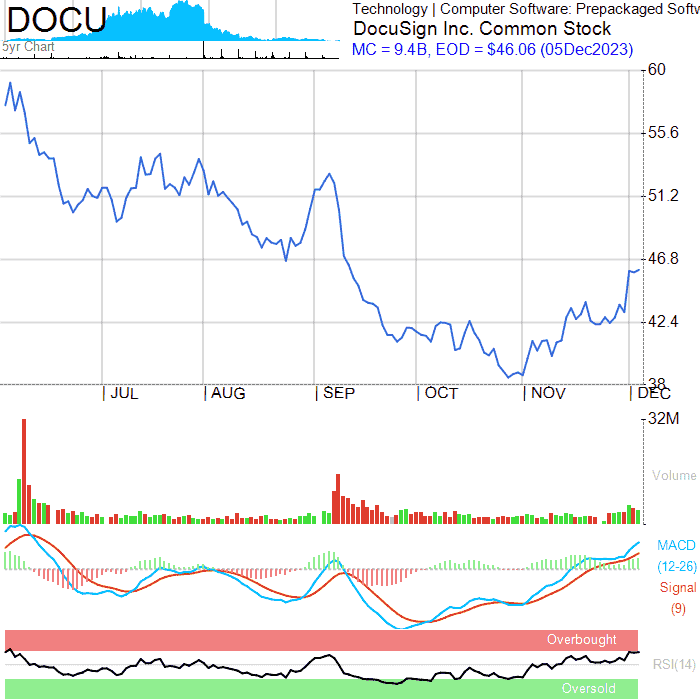 DOCU
5yr Chart
Technology | Computer Software: Prepackaged Softw
DocuSign Inc. Common Stock
MC = 9.4B, EOD = $46.06 (05Dec2023)
60
55.6
51.2
46.8
42.4
38
JUL
AUG
SEP
OCT
NOV
DEC
32M
Volume
MACD
(12-26)
Signal
(9)
Overbought
RSI(14)
Oversold